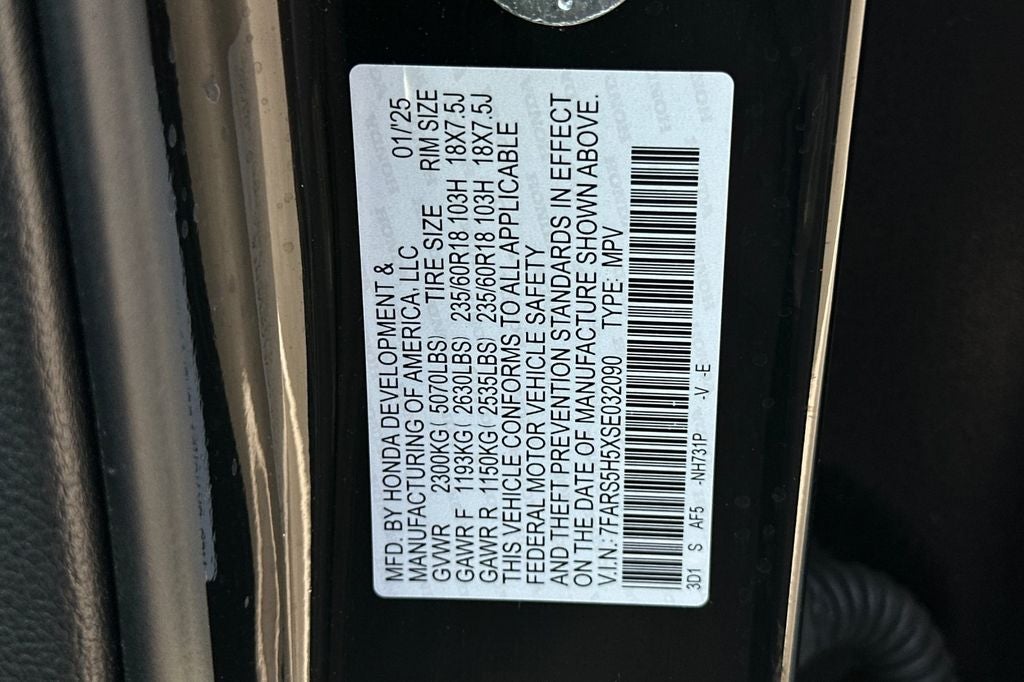 MFD. BY HONDA DEVELOPMENT &
MANUFACTURING OF AMERICA, LLC 01/'25
GVWR 2300KG ( 5070LBS) TIRE SIZE RIM SIZE
GAWR F 1193KG ( 2630LBS) 235/60R18 103H 18X7.5J
GAWR R 1150KG ( 2535LBS) 235/60R18 103H 18X7.5J
THIS VEHICLE CONFORMS TO ALL APPLICABLE
FEDERAL MOTOR VEHICLE SAFETY
AND THEFT PREVENTION STANDARDS IN EFFECT
ON THE DATE OF MANUFACTURE SHOWN ABOVE.
V.I.N.: 7FARS5H5XSE032090 TYPE: MPV
3D1 S AF5 -NH731P -V -E